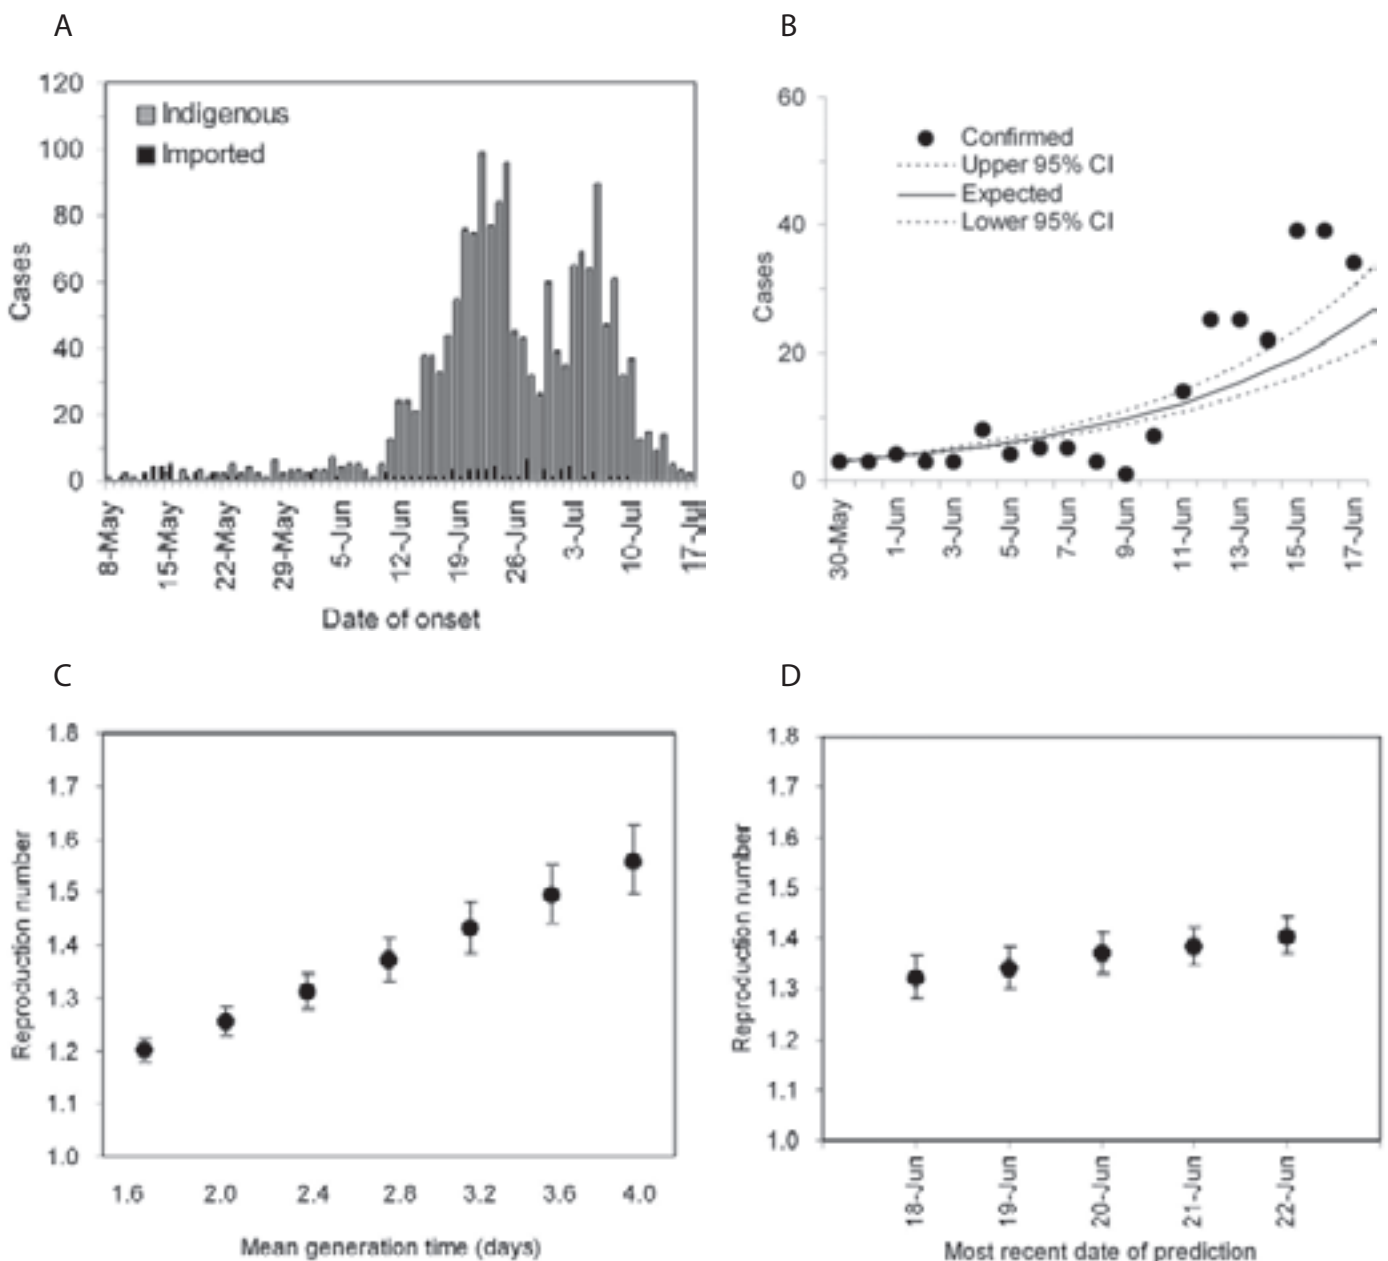 A
120
100
80
60
40
20
0
Cases
Indigenous
Imported
8-May
15-May
22-May
29-May
5-Jun
12-Jun
19-Jun
26-Jun
3-Jul
10-Jul
17-Jul
Date of onset
B
60
40
20
0
Cases
Confirmed
Upper 95% CI
Expected
Lower 95% CI
30-May
1-Jun
3-Jun
5-Jun
7-Jun
9-Jun
11-Jun
13-Jun
15-Jun
17-Jun
C
1.8
1.7
1.6
1.5
1.4
1.3
1.2
1.1
1.0
Reproduction number
1.6
2.0
2.4
2.8
3.2
3.6
4.0
Mean generation time (days)
D
1.8
1.7
1.6
1.5
1.4
1.3
1.2
1.1
1.0
Reproduction number
18-Jun
19-Jun
20-Jun
21-Jun
22-Jun
Most recent date of prediction